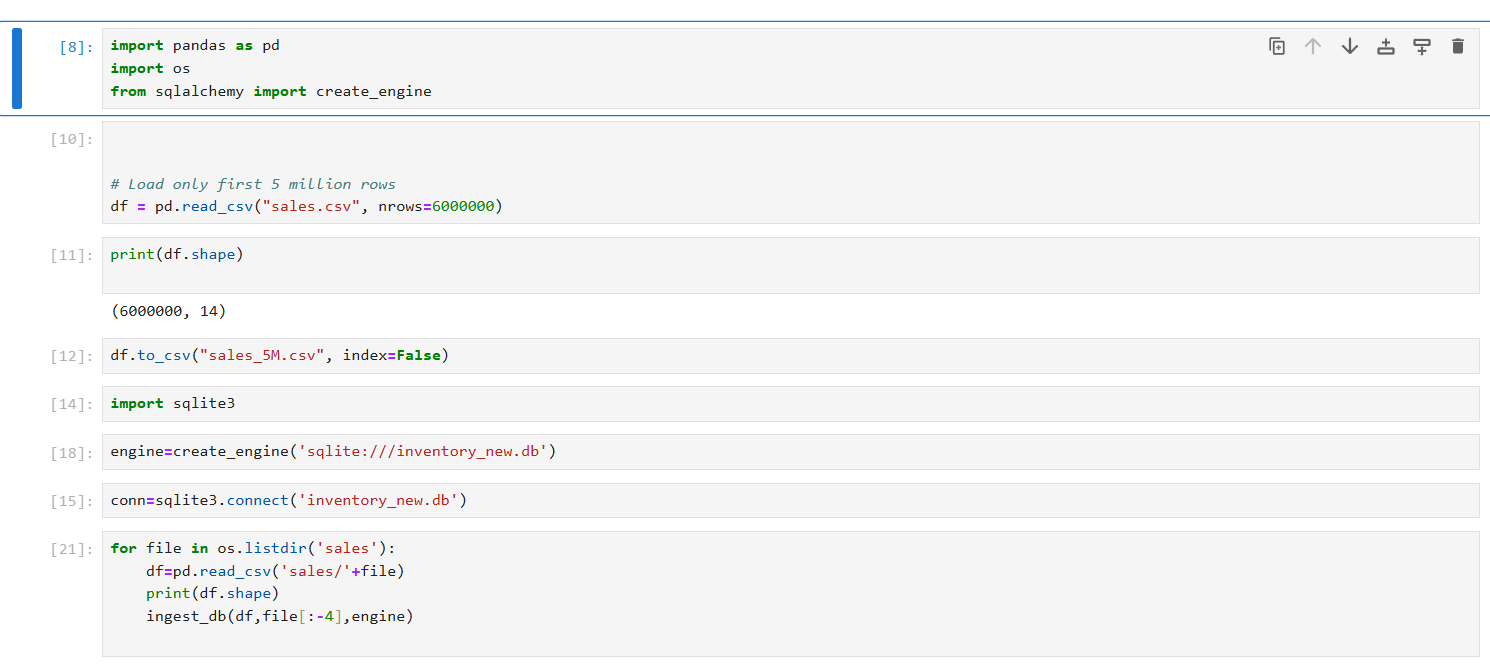 [8]: import pandas as pd
import os
from sqlalchemy import create_engine
[10]:
# Load only first 5 million rows
df = pd.read_csv("sales.csv", nrows=6000000)
[11]: print(df.shape)
(6000000, 14)
[12]: df.to_csv("sales_5M.csv", index=False)
[14]: import sqlite3
[18]: engine=create_engine('sqlite:///inventory_new.db')
[15]: conn=sqlite3.connect('inventory_new.db')
[21]: for file in os.listdir('sales'):
    df=pd.read_csv('sales/'+file)
    print(df.shape)
    ingest_db(df,file[:-4],engine)